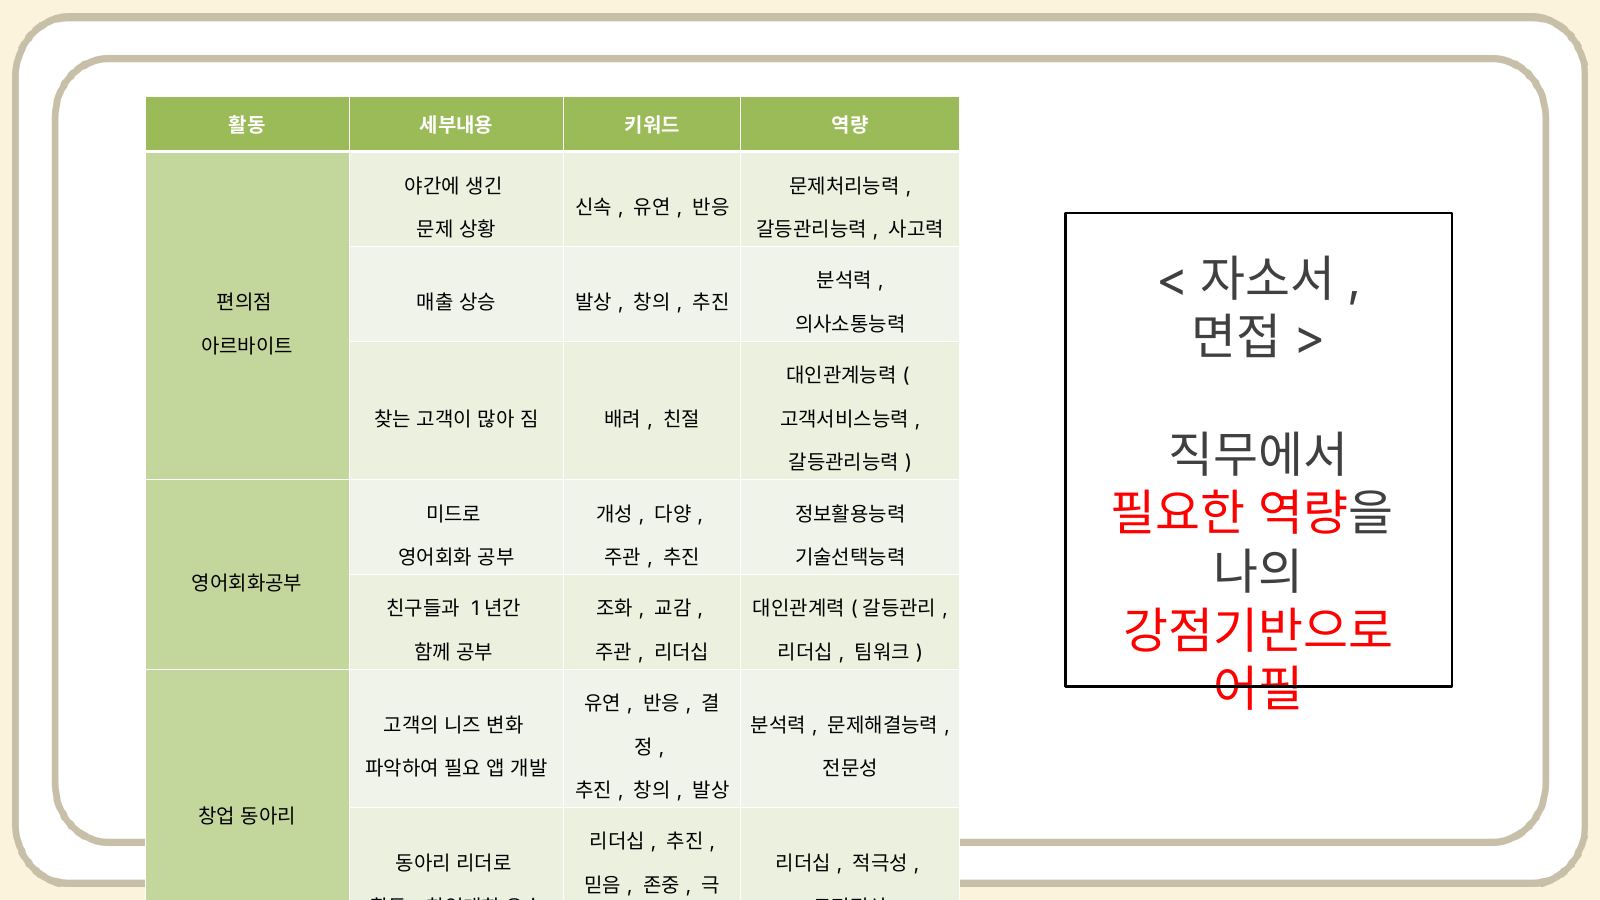 활동 세부내용 키워드 역량
편의점
아르바이트
야간에 생긴
문제 상황
신속 , 유연 , 반응
문제처리능력 ,
갈등관리능력 , 사고력
매출 상승
발상 , 창의 , 추진
분석력 ,
의사소통능력
찾는 고객이 많아 짐
배려 , 친절
대인관계능력 (
고객서비스능력 ,
갈등관리능력 )
영어회화공부
미드로
영어회화 공부
개성 , 다양 ,
주관 , 추진
정보활용능력
기술선택능력
친구들과 1 년간
함께 공부
조화 , 교감 ,
주관 , 리더십
대인관계력 ( 갈등관리 ,
리더십 , 팀워크 )
창업 동아리
고객의 니즈 변화
파악하여 필요 앱 개발
유연 , 반응 , 결
정 ,
추진 , 창의 , 발상
분석력 , 문제해결능력 ,
전문성
동아리 리더로
리더십 , 추진 ,
믿음 , 존중 , 극
리더십 , 적극성 ,
< 자소서 ,
면접 >
직무에서
필요한 역량을
나의
강점기반으로
어필